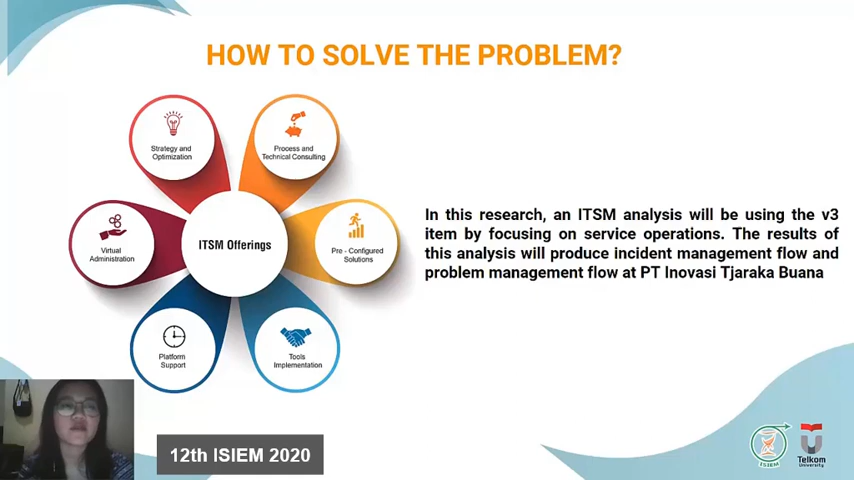 HOW TO SOLVE THE PROBLEM?
Strategy and
Optimization
Process and
Technical Consulting
Virtual
Administration
ITSM Offerings
Pre - Configured
Solutions
Platform
Support
Tools
Implementation
In this research, an ITSM analysis will be using the v3
item by focusing on service operations. The results of
this analysis will produce incident management flow and
problem management flow at PT Inovasi Tjaraka Buana
12th ISIEM 2020
ISIEM
Telkom
University